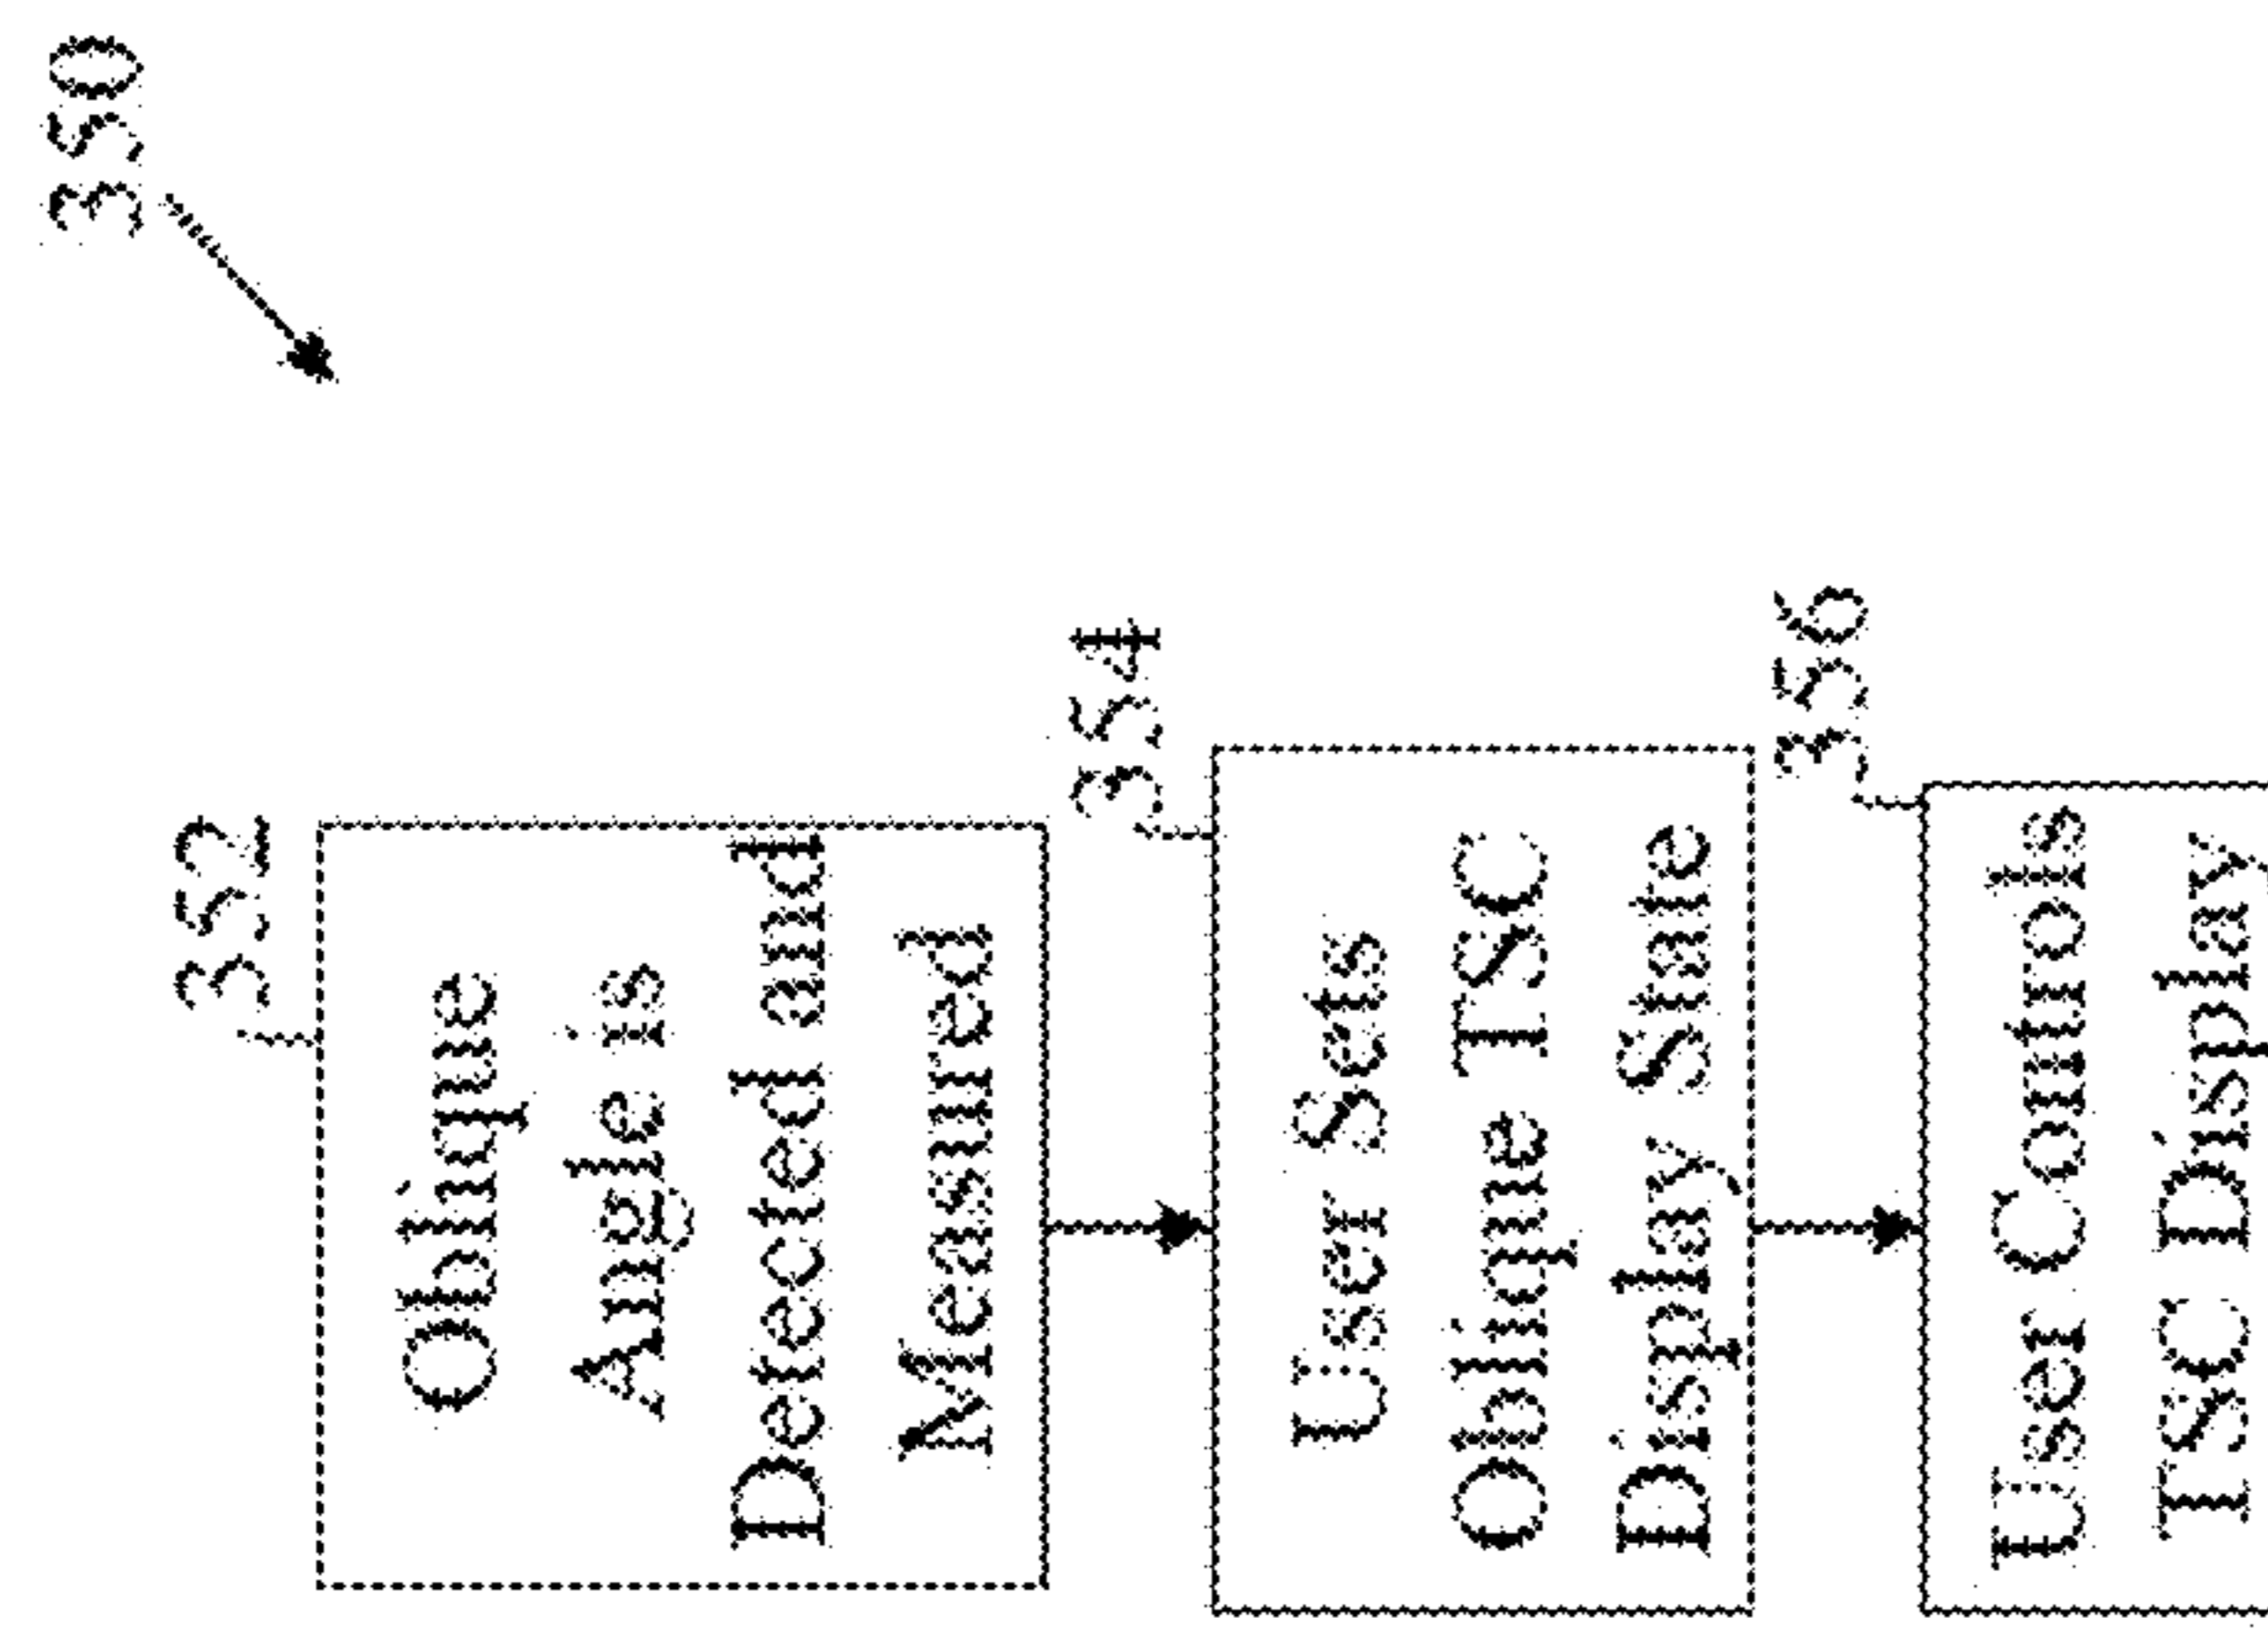 350
352
Oblique
Angle is
Detected and
Measured
354
User Sets
Oblique TSC
Display State
356
User Controls
TSC Display